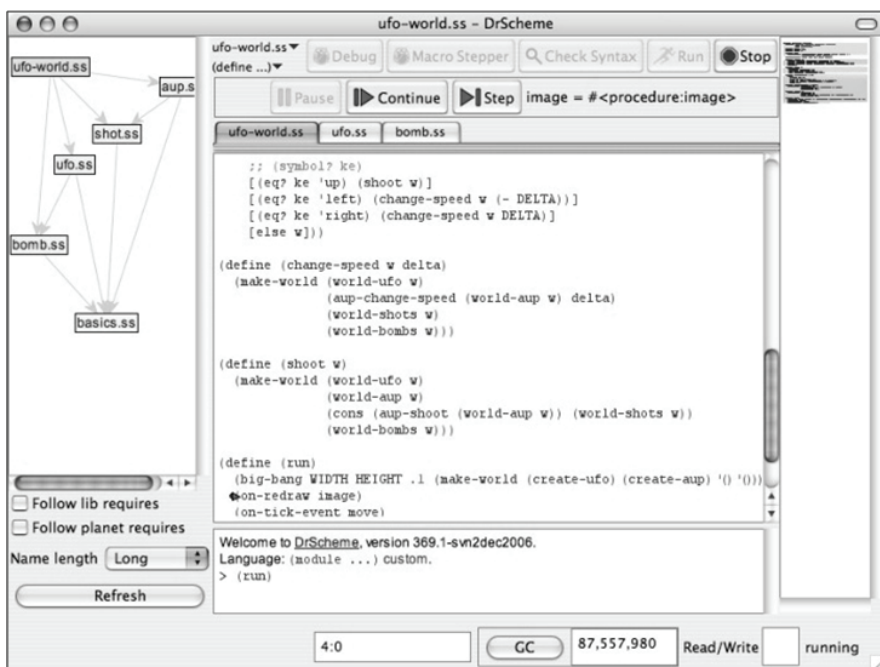 ufo-world.ss - DrScheme
ufo-world.ss
aup.s
shot.ss
ufo.ss
bomb.ss
basics.ss
Follow lib requires
Follow planet requires
Name length Long
Refresh
ufo-world.ss
(define ...)
Debug Macro Stepper Check Syntax Run Stop
Pause Continue Step image = #<procedure:image>
ufo-world.ss ufo.ss bomb.ss
;; (symbol? ke)
[(eq? ke 'up) (shoot w)]
[(eq? ke 'left) (change-speed w (- DELTA))]
[(eq? ke 'right) (change-speed w DELTA)]
[else w]))
(define (change-speed w delta)
(make-world (world-ufo w)
(aup-change-speed (world-aup w) delta)
(world-shots w)
(world-bombs w)))
(define (shoot w)
(make-world (world-ufo w)
(world-aup w)
(cons (aup-shoot (world-aup w)) (world-shots w))
(world-bombs w)))
(define (run)
(big-bang WIDTH HEIGHT .1 (make-world (create-ufo) (create-aup) '() '()))
on-redraw image)
(on-tick-event move)
Welcome to DrScheme, version 369.1-svn2dec2006.
Language: (module ...) custom.
> (run)
4:0 GC 87,557,980 Read/Write running